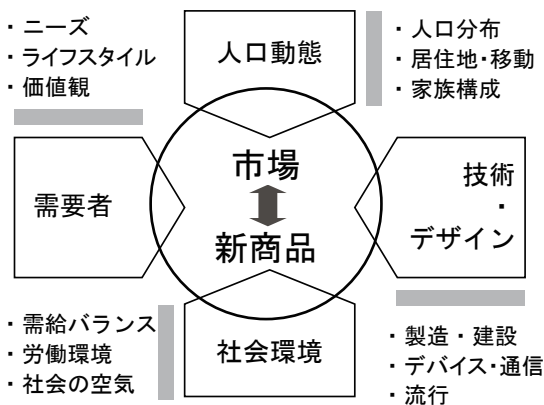 ・ニーズ
・ライフスタイル
・価値観
人口動態
・人口分布
・居住地・移動
・家族構成
需要者
市場
新商品
技術
・
デザイン
・需給バランス
・労働環境
・社会の空気
社会環境
・製造・建設
・デバイス・通信
・流行